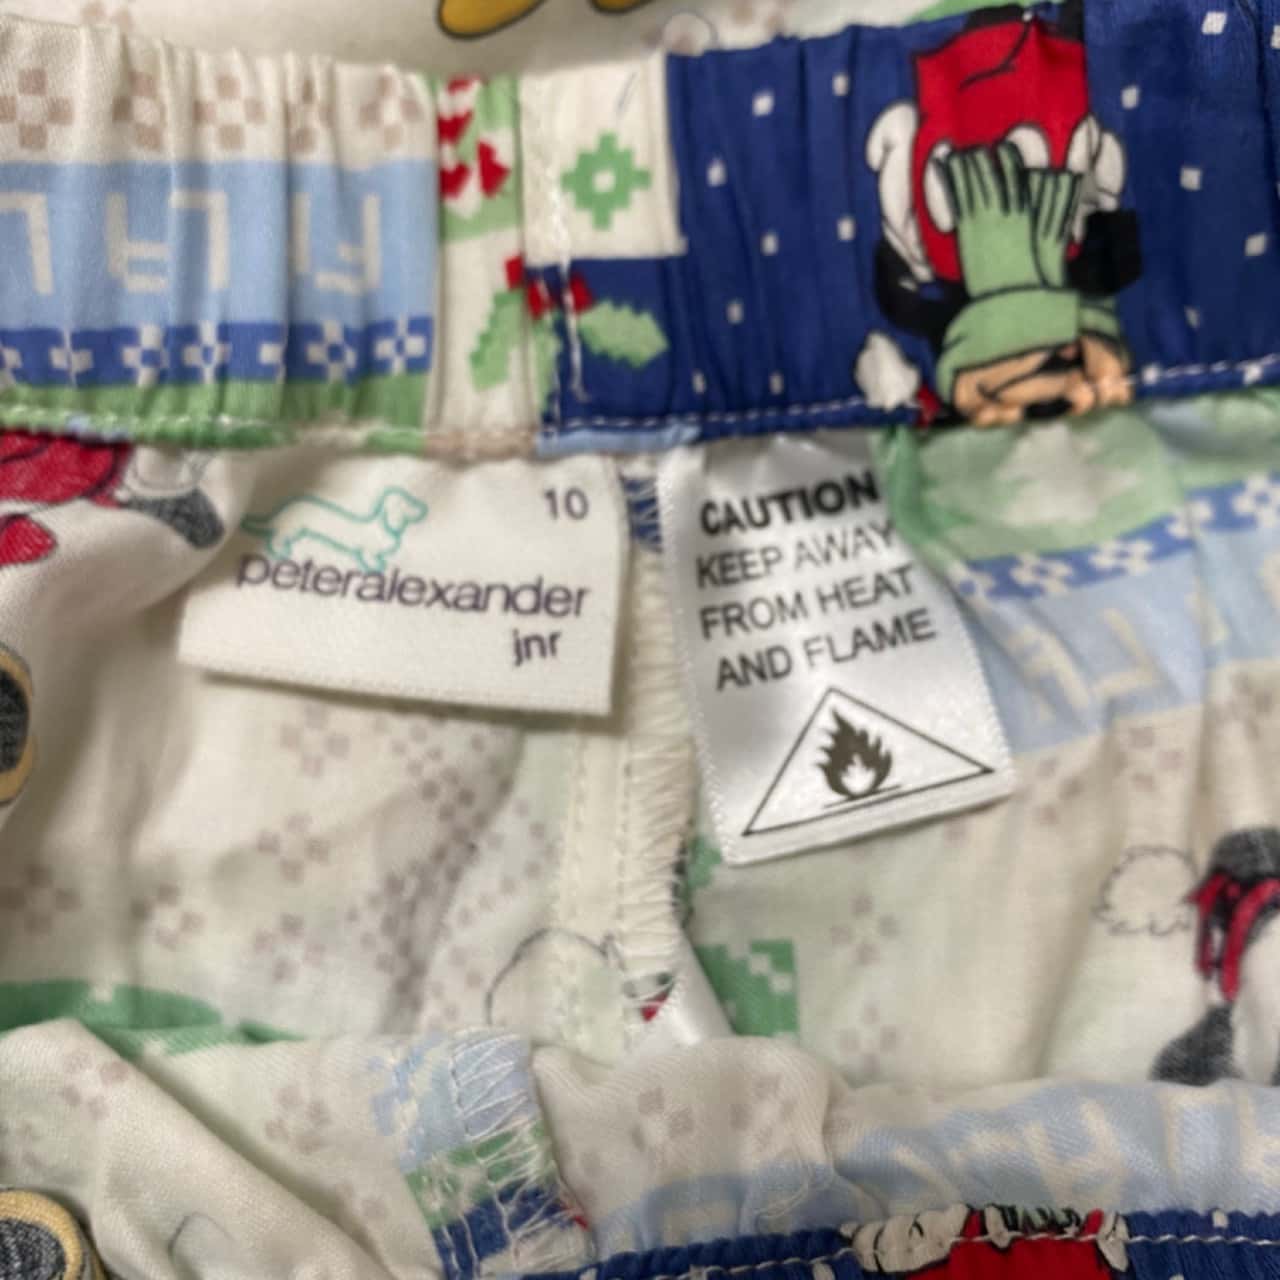 10
peteralexander
jnr
CAUTION
KEEP AWAY
FROM HEAT
AND FLAME